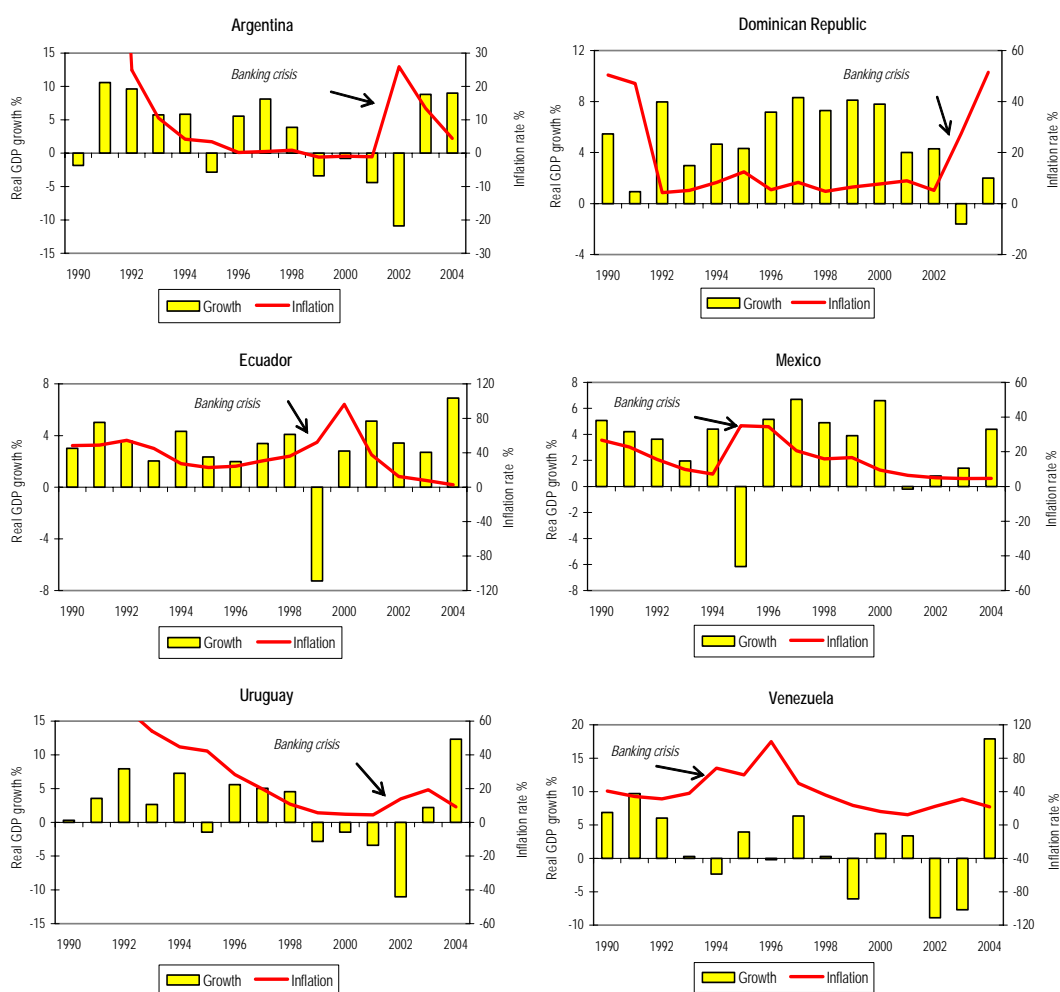 Argentina
Real GDP growth %
15
10
5
0
-5
-10
-15
Banking crisis
30
20
10
0
-10
-20
-30
Inflation rate %
1990 1992 1994 1996 1998 2000 2002 2004
Growth Inflation
Dominican Republic
Real GDP growth %
12
8
4
0
-4
Banking crisis
60
40
20
0
-20
Inflation rate %
1990 1992 1994 1996 1998 2000 2002
Growth Inflation
Ecuador
Real GDP growth %
8
4
0
-4
-8
Banking crisis
120
80
40
0
-40
-80
-120
Inflation rate %
1990 1992 1994 1996 1998 2000 2002 2004
Growth Inflation
Mexico
Rea GDP growth %
8
6
4
2
0
-2
-4
-6
-8
Banking crisis
60
40
20
0
-20
-40
-60
Inflation rate %
1990 1992 1994 1996 1998 2000 2002 2004
Growth Inflation
Uruguay
Real GDP growth %
15
10
5
0
-5
-10
-15
Banking crisis
60
40
20
0
-20
-40
-60
Inflation rate %
1990 1992 1994 1996 1998 2000 2002 2004
Growth Inflation
Venezuela
Real GDP growth %
20
15
10
5
0
-5
-10
Banking crisis
120
80
40
0
-40
-80
-120
Inflation rate %
1990 1992 1994 1996 1998 2000 2002 2004
Growth Inflation